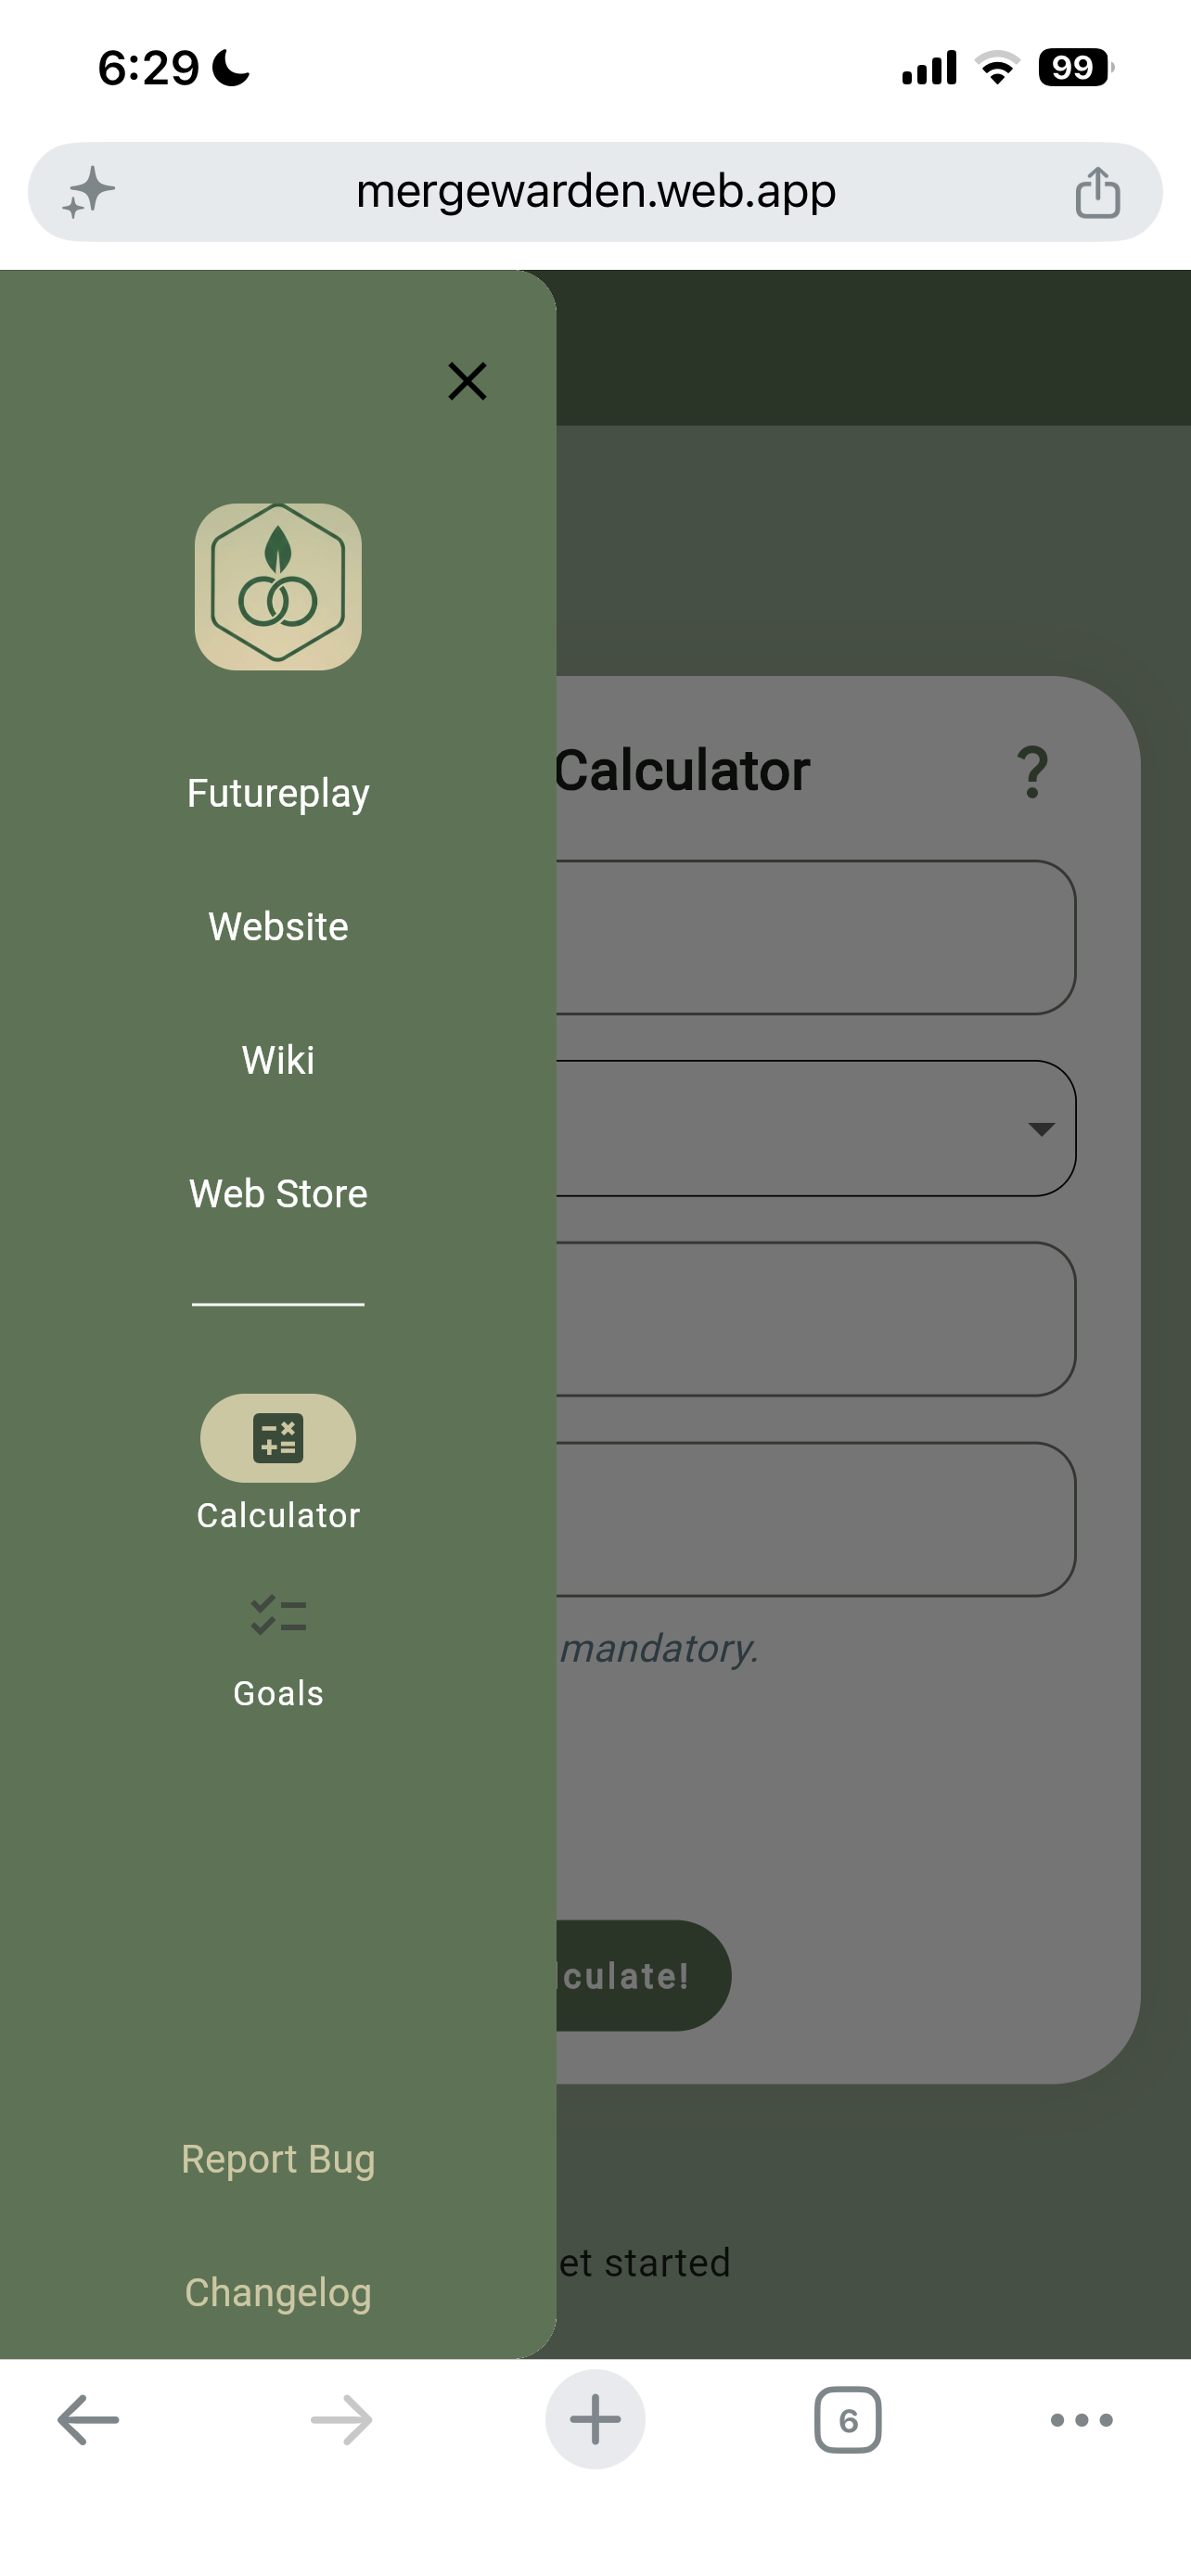 6:29
99
mergewarden.web.app
Calculator ?
Futureplay
Website
Wiki
Web Store
Calculator
mandatory.
Goals
culate!
Report Bug
et started
Changelog
6